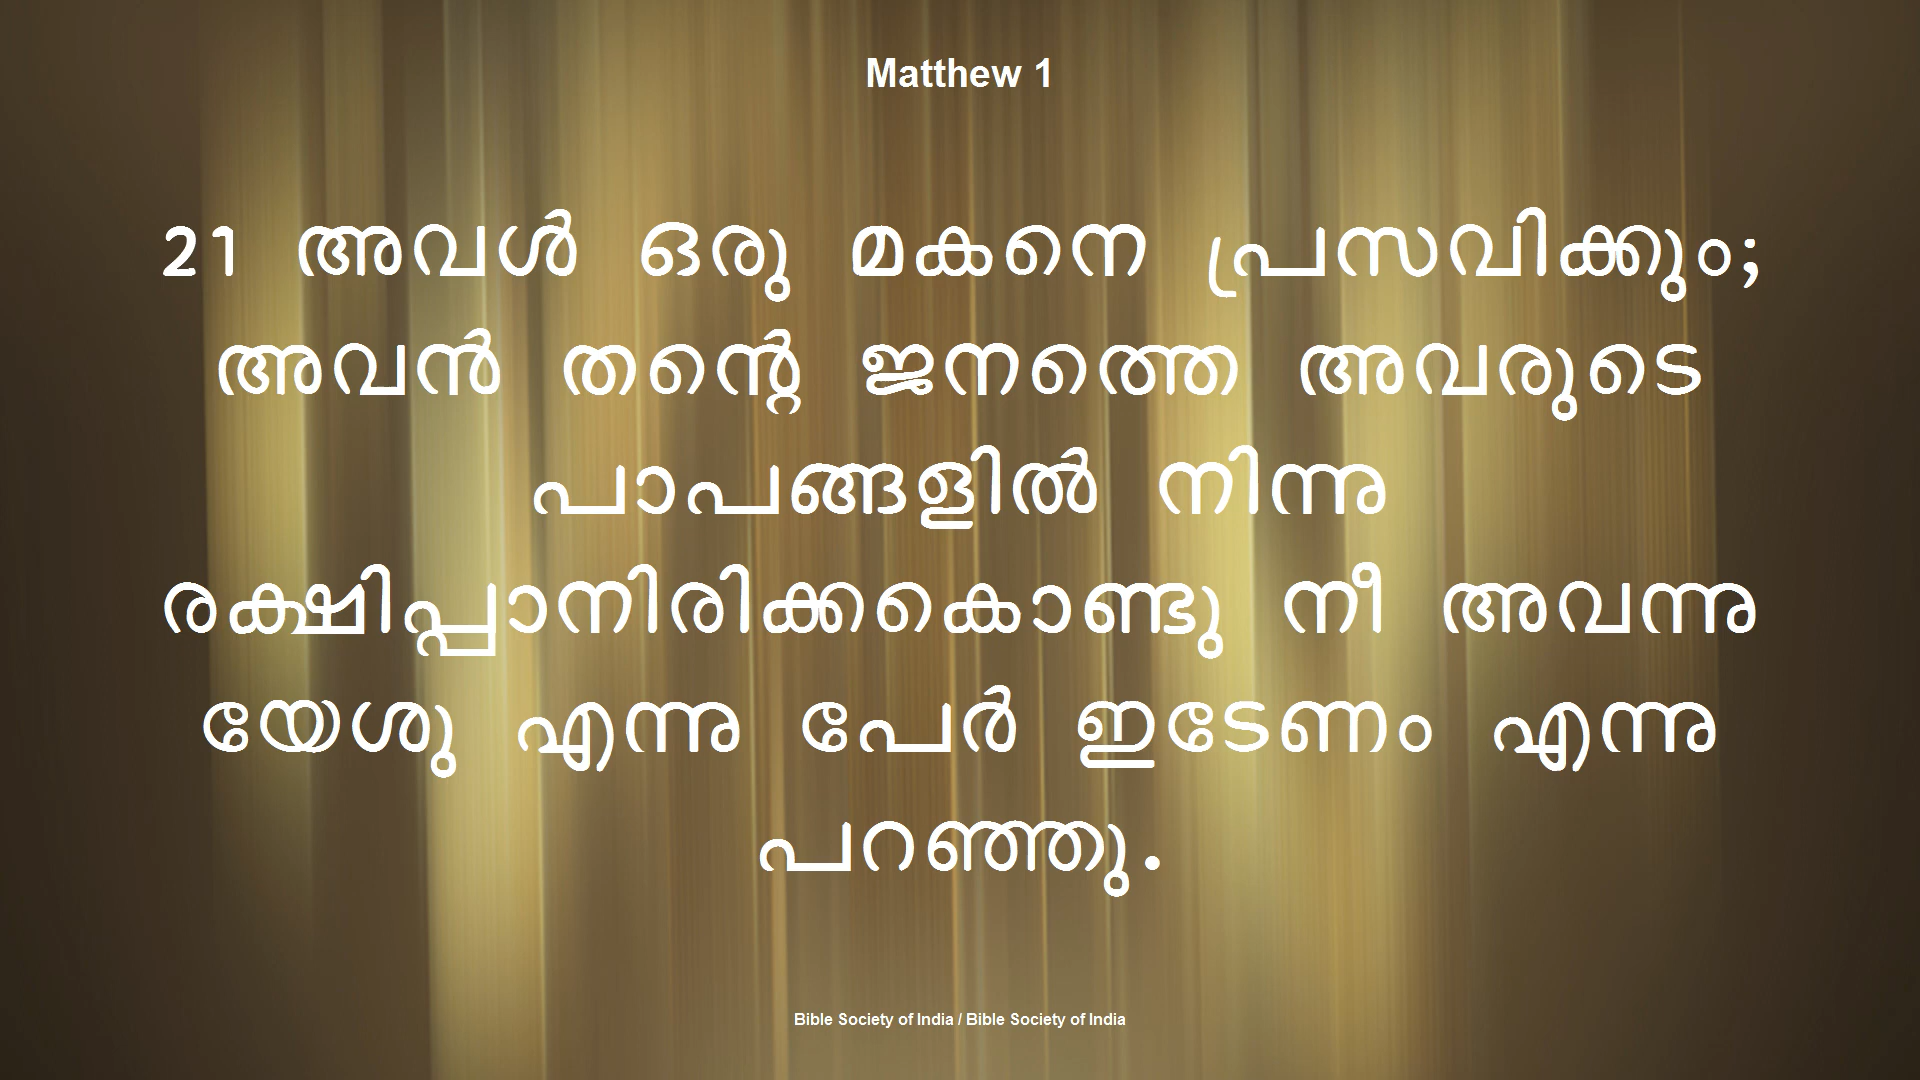 Matthew 1
21 അവൾ ഒരു മകനെ പ്രസവിക്കും;
അവൻ തന്റെ ജനത്തെ അവരുടെ
പാപങ്ങളിൽ നിന്നു
രക്ഷിപ്പാനിരിക്കകൊണ്ടു നീ അവന്നു
യേശു എന്നു പേർ ഇടേണം എന്നു
പറഞ്ഞു.
Bible Society of India / Bible Society of India